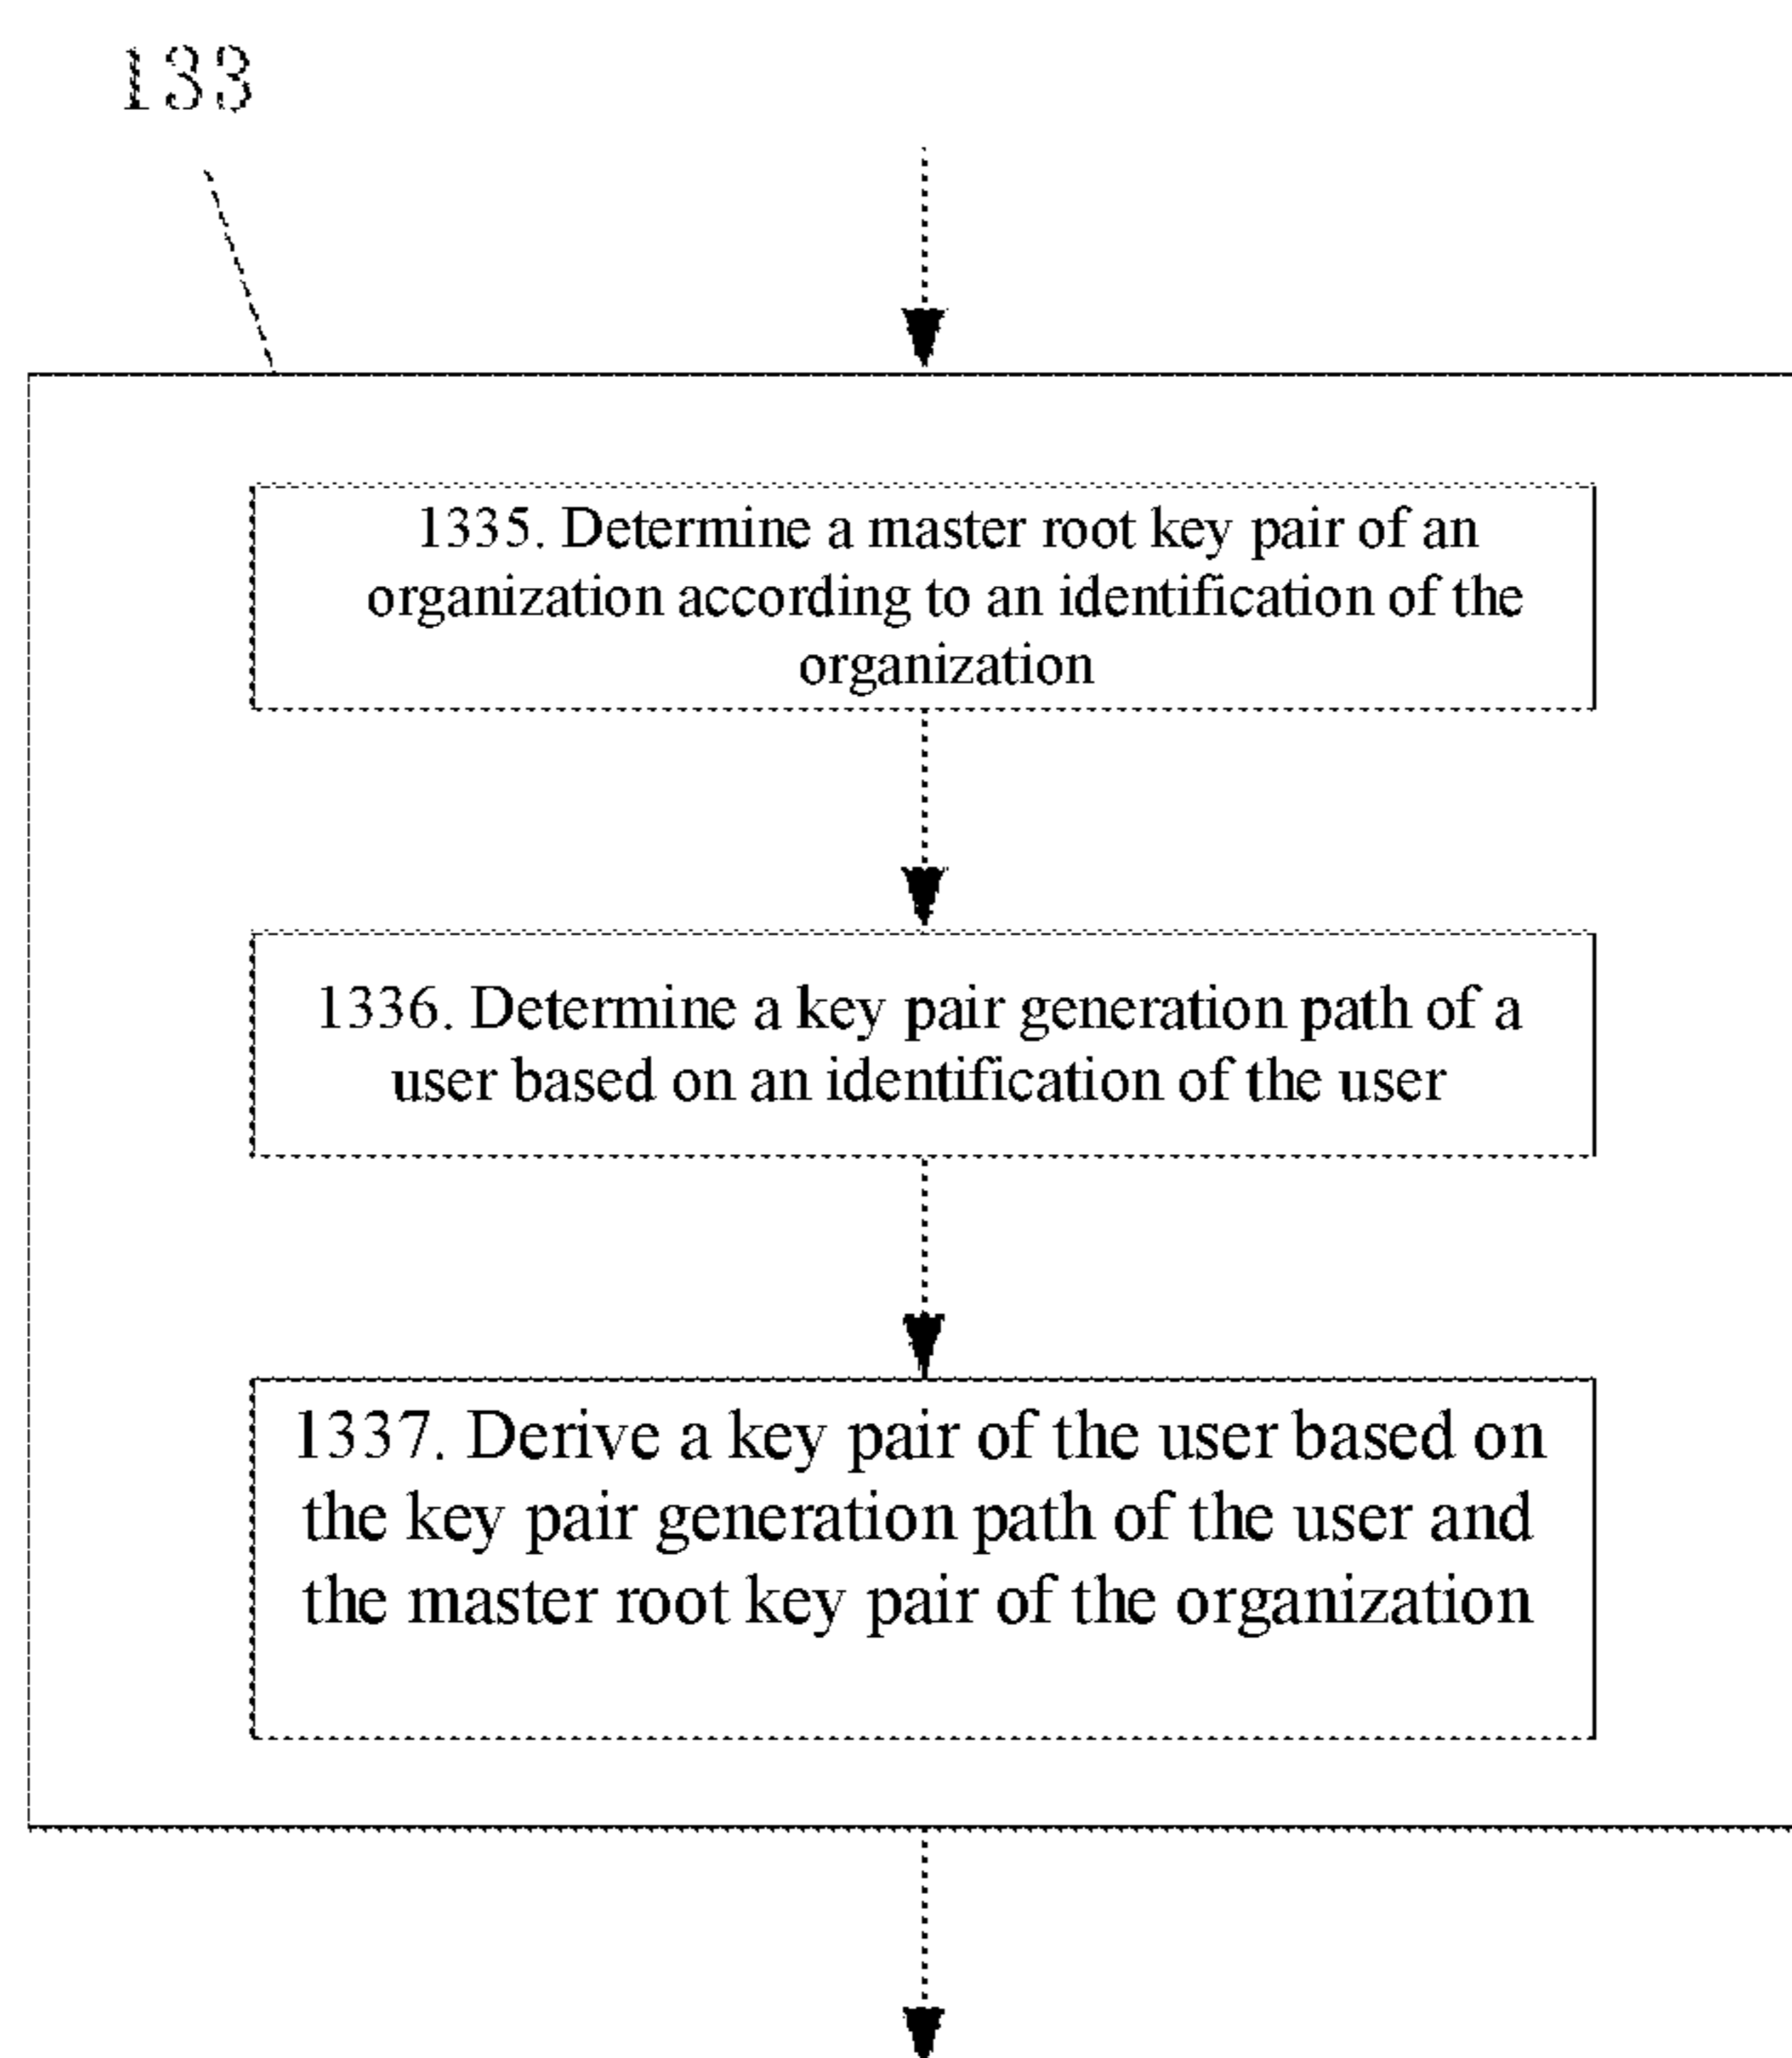 133
1335. Determine a master root key pair of an
organization according to an identification of the
organization
1336. Determine a key pair generation path of a
user based on an identification of the user
1337. Derive a key pair of the user based on
the key pair generation path of the user and
the master root key pair of the organization